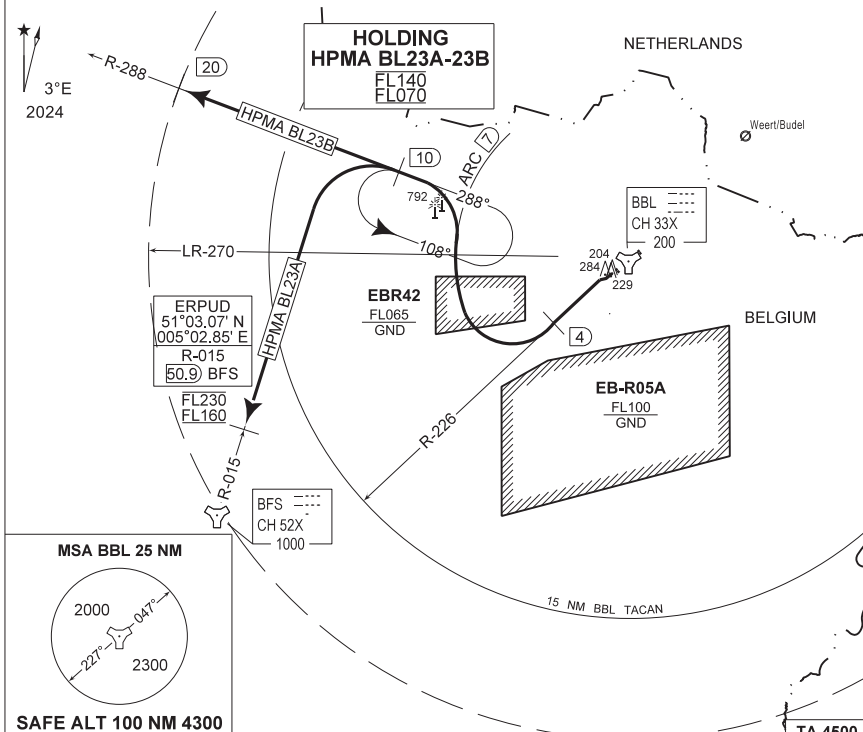 HOLDING
HPMA BL23A-23B
FL140
FL070
NETHERLANDS
3°E
2024
R-288
20
HPMA BL23B
10
ARC 7
Weert/Budel
792
288°
108°
BBL
CH 33X
200
204
284
229
LR-270
HPMA BL23A
EBR42
FL065
GND
BELGIUM
ERPUD
51°03.07' N
005°02.85' E
R-015
50.9 BFS
FL230
FL160
4
EB-R05A
FL100
GND
R-226
R-015
BFS
CH 52X
1000
15 NM BBL TACAN
MSA BBL 25 NM
2000
047°
227°
2300
SAFE ALT 100 NM 4300
TA 4500